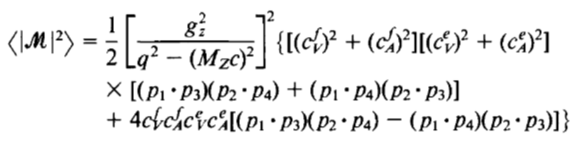 ⟨|ℳ|²⟩ = 1/2 [g_z² / (q² − (M_Z c)²)]² {[(c_V^f)² + (c_A^f)²][(c_V^e)² + (c_A^e)²]
× [(p₁ · p₃)(p₂ · p₄) + (p₁ · p₄)(p₂ · p₃)]
+ 4c_V^f c_A^f c_V^e c_A^e[(p₁ · p₃)(p₂ · p₄) − (p₁ · p₄)(p₂ · p₃)]}